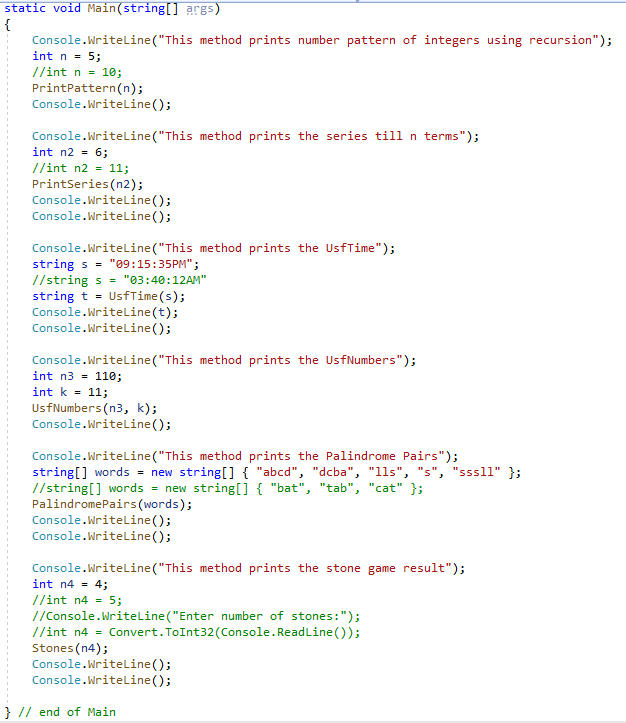 static void Main(string[] args)
{
Console.WriteLine("This method prints number pattern of integers using recursion");
int n = 5;
//int n = 10;
PrintPattern(n);
Console.WriteLine();
Console.WriteLine("This method prints the series till n terms");
int n2 = 6;
//int n2 = 11;
PrintSeries(n2);
Console.WriteLine();
Console.WriteLine();
Console.WriteLine("This method prints the UsfTime");
string s = "09:15:35PM";
//string s = "03:40:12AM"
string t = UsfTime(s);
Console.WriteLine(t);
Console.WriteLine();
Console.WriteLine("This method prints the UsfNumbers");
int n3 = 110;
int k = 11;
UsfNumbers(n3, k);
Console.WriteLine();
Console.WriteLine("This method prints the Palindrome Pairs");
string[] words = new string[] { "abcd", "dcba", "lls", "s", "sssll" };
//string[] words = new string[] { "bat", "tab", "cat" };
PalindromePairs(words);
Console.WriteLine();
Console.WriteLine();
Console.WriteLine("This method prints the stone game result");
int n4 = 4;
//int n4 = 5;
//Console.WriteLine("Enter number of stones:");
//int n4 = Convert.ToInt32(Console.ReadLine());
Stones(n4);
Console.WriteLine();
Console.WriteLine();
} // end of Main